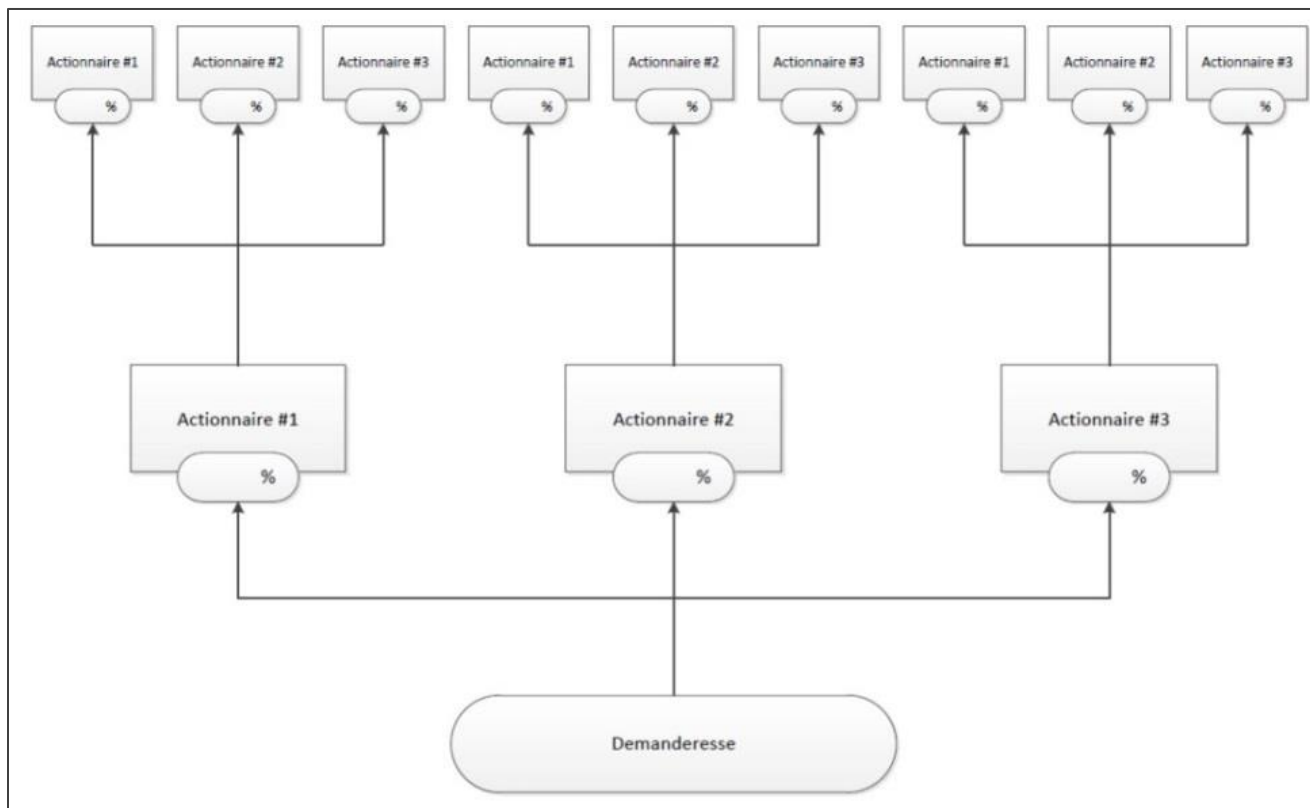 Actionnaire #1
%
Actionnaire #2
%
Actionnaire #3
%
Actionnaire #1
%
Actionnaire #2
%
Actionnaire #3
%
Actionnaire #1
%
Actionnaire #2
%
Actionnaire #3
%
Actionnaire #1
%
Actionnaire #2
%
Actionnaire #3
%
Demanderesse